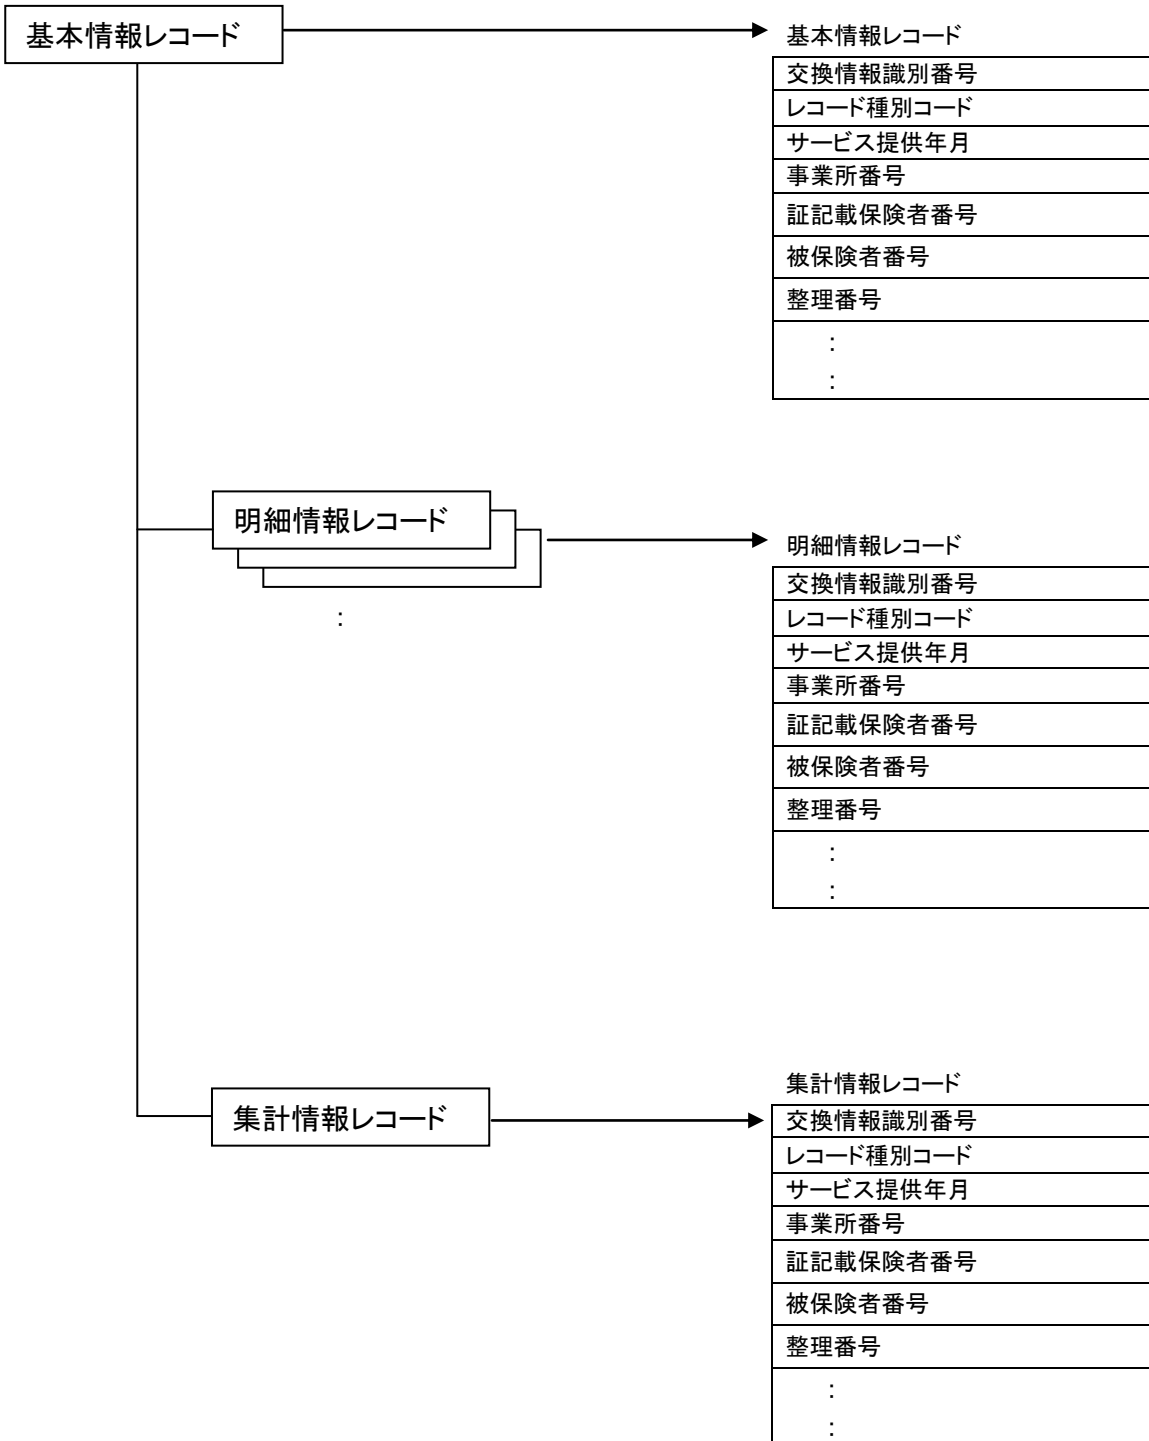 基本情報レコード
基本情報レコード
交換情報識別番号
レコード種別コード
サービス提供年月
事業所番号
証記載保険者番号
被保険者番号
整理番号
:
:
明細情報レコード
:
明細情報レコード
交換情報識別番号
レコード種別コード
サービス提供年月
事業所番号
証記載保険者番号
被保険者番号
整理番号
:
:
集計情報レコード
集計情報レコード
交換情報識別番号
レコード種別コード
サービス提供年月
事業所番号
証記載保険者番号
被保険者番号
整理番号
:
: